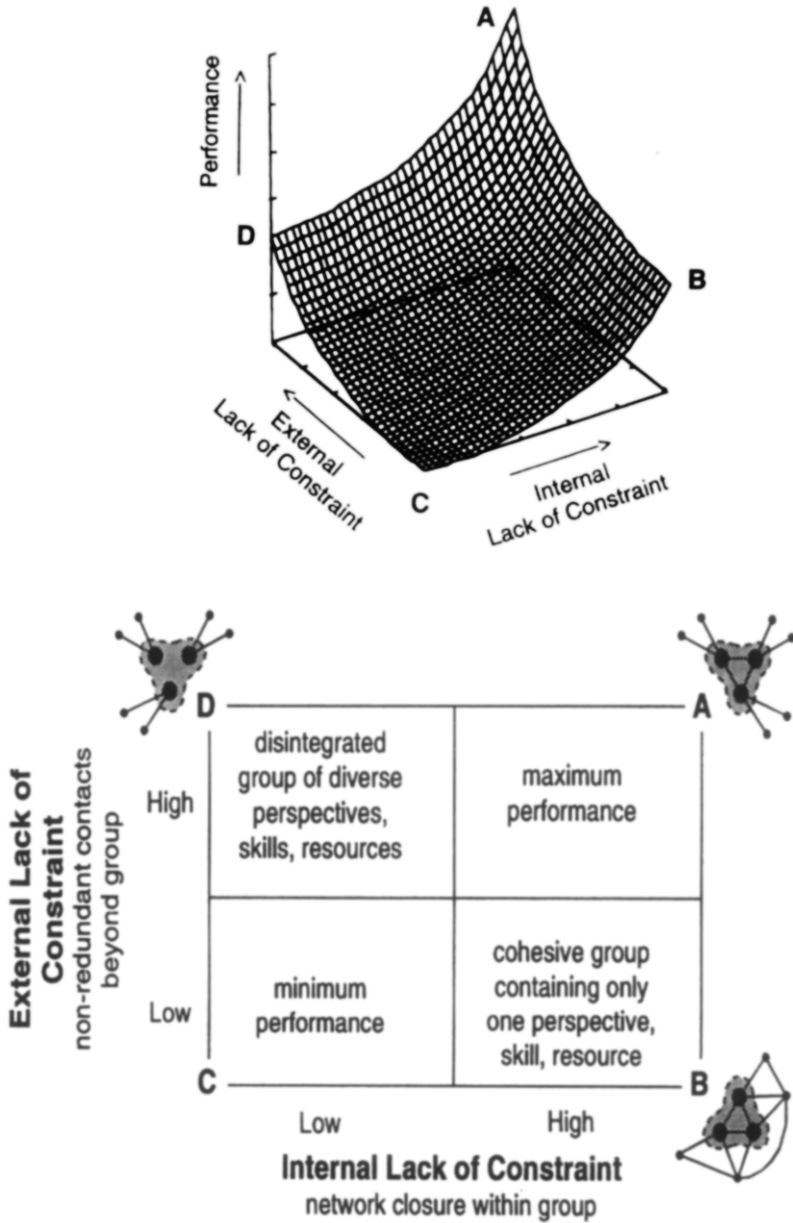 A
Performance
D
B
External
Lack of Constraint
Internal
Lack of Constraint
C
D
A
disintegrated
group of diverse
perspectives,
skills, resources
maximum
performance
High
External Lack of
Constraint
non-redundant contacts
beyond group
Low
minimum
performance
cohesive group
containing only
one perspective,
skill, resource
C
B
Low
High
Internal Lack of Constraint
network closure within group